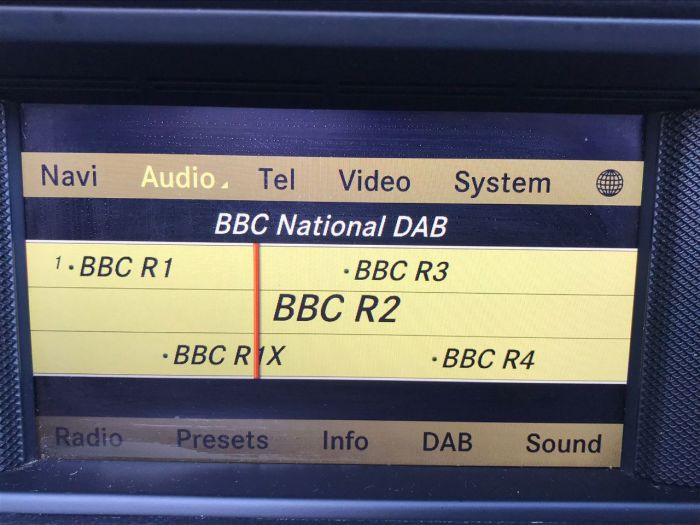 Navi Audio Tel Video System
BBC National DAB
1 · BBC R1 · BBC R3
BBC R2
· BBC R1X · BBC R4
Radio Presets Info DAB Sound